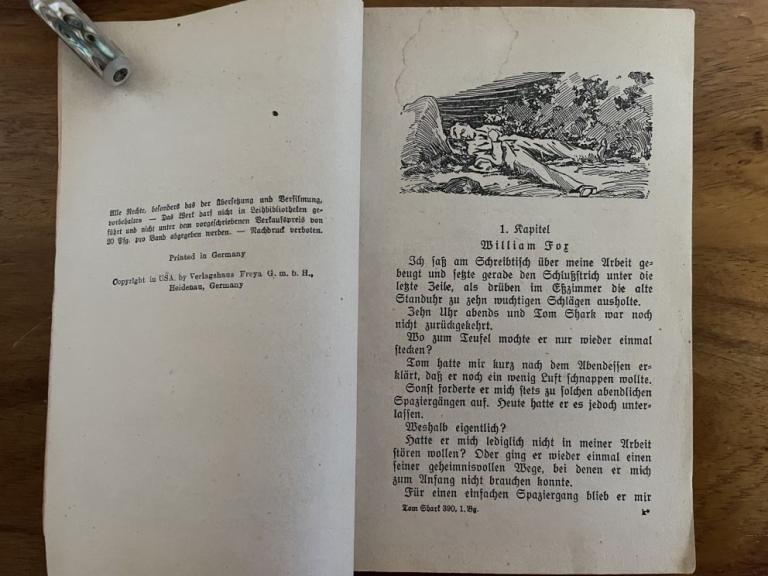 Alle Rechte, besonders das der Übersetzung und Verfilmung,
vorbehalten — Das Werk darf nicht in Leihbibliotheken ge-
führt und nicht unter dem vorgeschriebenen Verkaufspreis von
20 Pfg. pro Band abgegeben werden. — Nachdruck verboten.
Printed in Germany
Copyright in USA. by Verlagshaus Freya G. m. b. H.,
Heidenau, Germany
1. Kapitel
William Fox
Ich saß am Schreibtisch über meine Arbeit ge-
beugt und setzte gerade den Schlußstrich unter die
letzte Zeile, als drüben im Eßzimmer die alte
Standuhr zu zehn wuchtigen Schlägen ausholte.
Zehn Uhr abends und Tom Shark war noch
nicht zurückgekehrt.
Wo zum Teufel mochte er nur wieder einmal
stecken?
Tom hatte mir kurz nach dem Abendessen er-
klärt, daß er noch ein wenig Luft schnappen wollte.
Sonst forderte er mich stets zu solchen abendlichen
Spaziergängen auf. Heute hatte er es jedoch unter-
lassen.
Weshalb eigentlich?
Hatte er mich lediglich nicht in meiner Arbeit
stören wollen? Oder ging er wieder einmal einen
seiner geheimnisvollen Wege, bei denen er mich
zum Anfang nicht brauchen konnte.
Für einen einfachen Spaziergang blieb er mir
Tom Shark 390, 1. Bg.